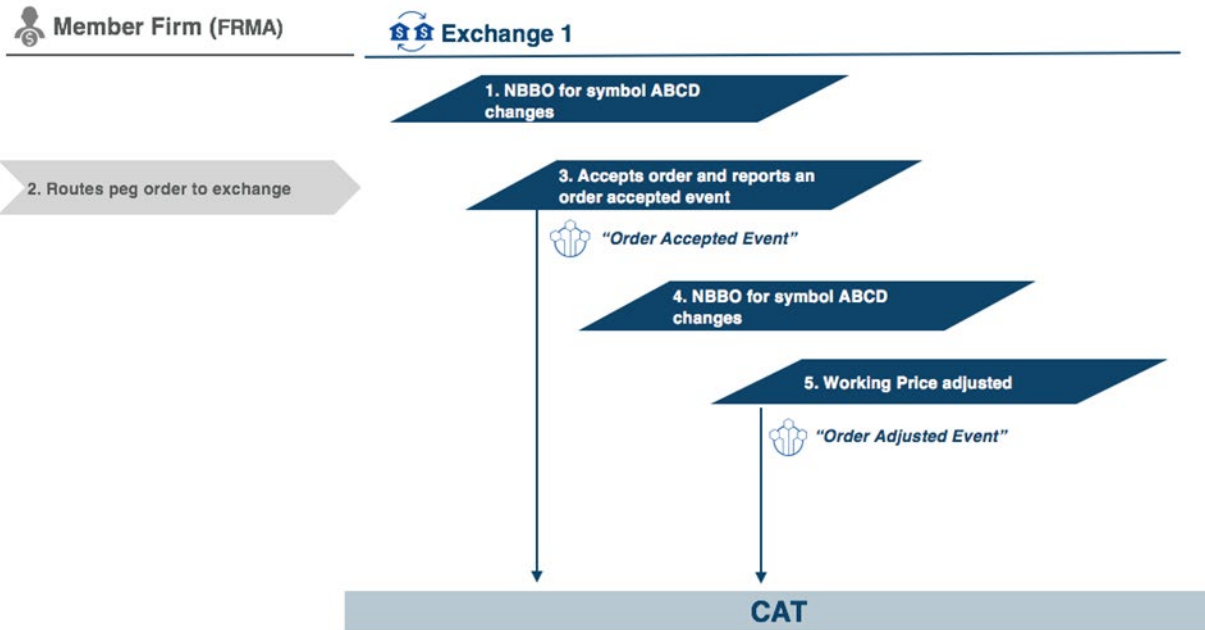 Member Firm (FRMA)
Exchange 1
1. NBBO for symbol ABCD
changes
2. Routes peg order to exchange
3. Accepts order and reports an
order accepted event
“Order Accepted Event”
4. NBBO for symbol ABCD
changes
5. Working Price adjusted
“Order Adjusted Event”
CAT